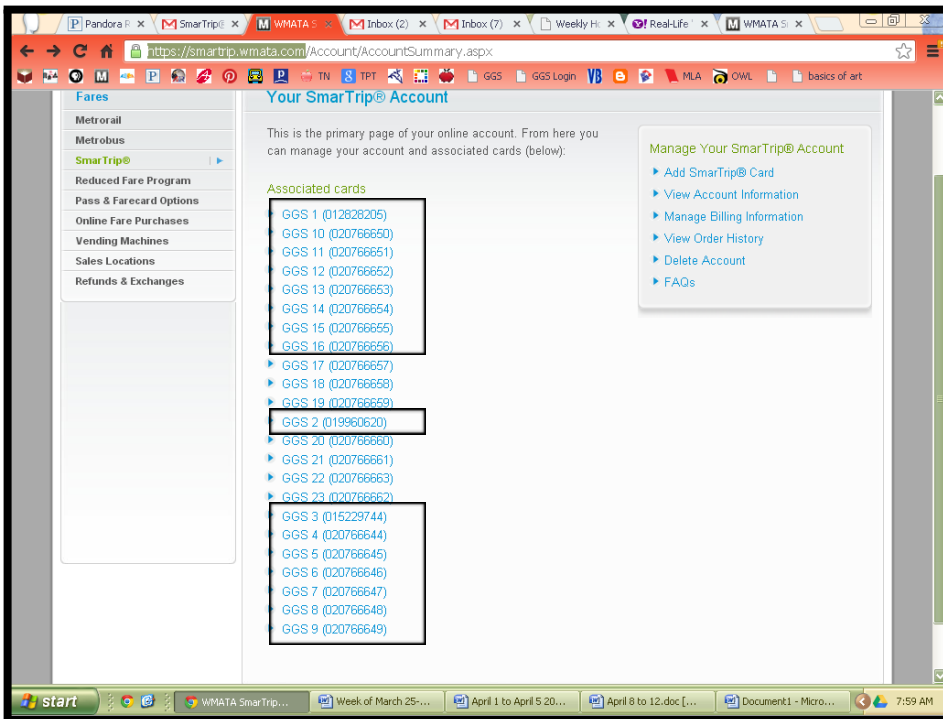 Pandora R SmarTrip® WMATA S Inbox (2) Inbox (7) Weekly Ho Real-Life WMATA Si
https://smartrip.wmata.com/Account/AccountSummary.aspx
TN TPT GGS GGS Login VB MLA OWL basics of art
Fares
Metrorail
Metrobus
SmarTrip®
Reduced Fare Program
Pass & Farecard Options
Online Fare Purchases
Vending Machines
Sales Locations
Refunds & Exchanges
Your SmarTrip® Account
This is the primary page of your online account. From here you
can manage your account and associated cards (below):
Associated cards
GGS 1 (012828205)
GGS 10 (020766650)
GGS 11 (020766651)
GGS 12 (020766652)
GGS 13 (020766653)
GGS 14 (020766654)
GGS 15 (020766655)
GGS 16 (020766656)
GGS 17 (020766657)
GGS 18 (020766658)
GGS 19 (020766659)
GGS 2 (019960620)
GGS 20 (020766660)
GGS 21 (020766661)
GGS 22 (020766663)
GGS 23 (020766662)
GGS 3 (015229744)
GGS 4 (020766644)
GGS 5 (020766645)
GGS 6 (020766646)
GGS 7 (020766647)
GGS 8 (020766648)
GGS 9 (020766649)
Manage Your SmarTrip® Account
Add SmarTrip® Card
View Account Information
Manage Billing Information
View Order History
Delete Account
FAQs
start WMATA SmarTrip... Week of March 25-... April 1 to April 5 20... April 8 to 12.doc [... Document1 - Micro... 7:59 AM